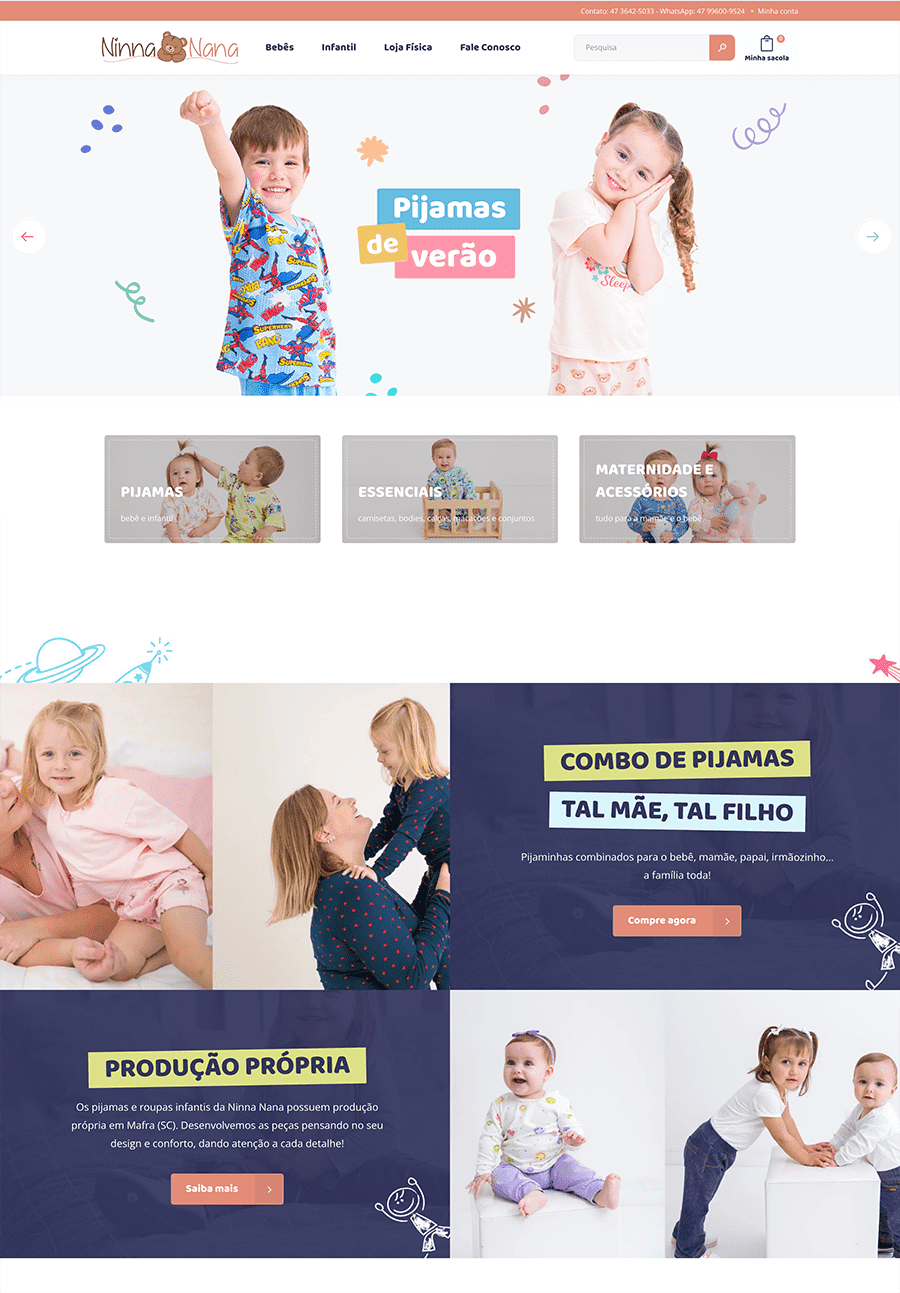 Contato: 47 3642-5033 - WhatsApp: 47 99600-9524 • Minha conta
Ninna Nana
Bebês
Infantil
Loja Física
Fale Conosco
Pesquisa
0
Minha sacola
Pijamas
de
verão
SUPERHERO
BANG
Sleep
PIJAMAS
bebê e infantil
ESSENCIAIS
camisetas, bodies, calças, macacões e conjuntos
MATERNIDADE E
ACESSÓRIOS
tudo para a mamãe e o bebê
COMBO DE PIJAMAS
TAL MÃE, TAL FILHO
Pijaminhas combinados para o bebê, mamãe, papai, irmãozinho...
a família toda!
Compre agora
PRODUÇÃO PRÓPRIA
Os pijamas e roupas infantis da Ninna Nana possuem produção
própria em Mafra (SC). Desenvolvemos as peças pensando no seu
design e conforto, dando atenção a cada detalhe!
Saiba mais